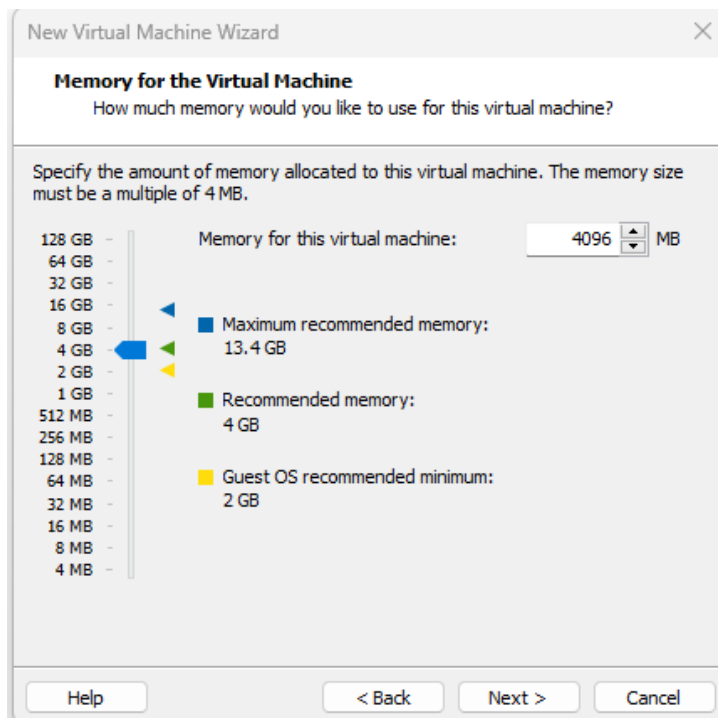 New Virtual Machine Wizard
Memory for the Virtual Machine
How much memory would you like to use for this virtual machine?
Specify the amount of memory allocated to this virtual machine. The memory size
must be a multiple of 4 MB.
128 GB
Memory for this virtual machine: 4096 MB
64 GB
32 GB
16 GB
8 GB
Maximum recommended memory:
13.4 GB
4 GB
2 GB
1 GB
Recommended memory:
512 MB
4 GB
256 MB
128 MB
64 MB
Guest OS recommended minimum:
32 MB
2 GB
16 MB
8 MB
4 MB
Help
< Back
Next >
Cancel